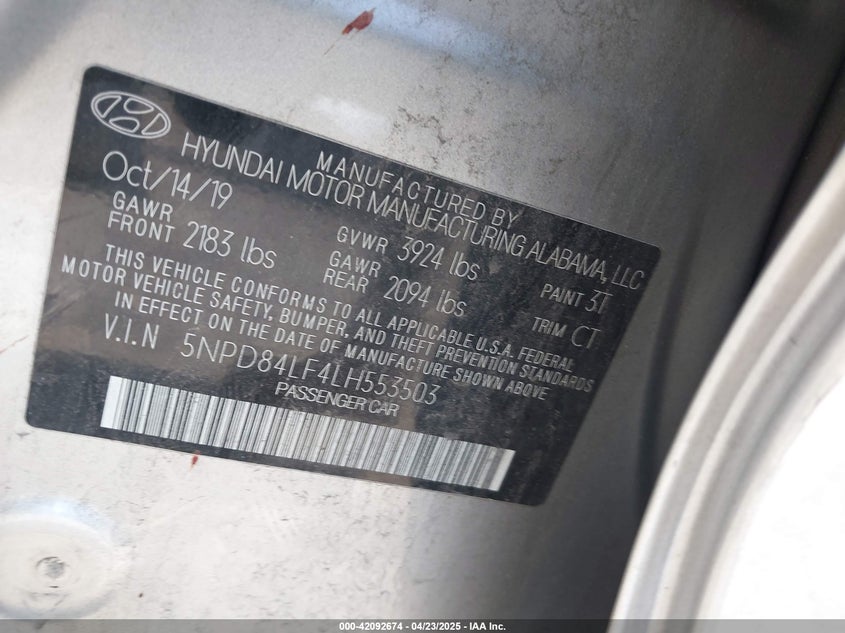 MANUFACTURED BY
HYUNDAI MOTOR MANUFACTURING ALABAMA, LLC
Oct/14/19
GVWR 3924 lbs
PAINT 3T
GAWR FRONT 2183 lbs
GAWR REAR 2094 lbs
TRIM CT
THIS VEHICLE CONFORMS TO ALL APPLICABLE U.S.A. FEDERAL
MOTOR VEHICLE SAFETY, BUMPER, AND THEFT PREVENTION STANDARDS
IN EFFECT ON THE DATE OF MANUFACTURE SHOWN ABOVE
V.I.N 5NPD84LF4LH553503
PASSENGER CAR
000-42092674 - 04/23/2025 - IAA Inc.